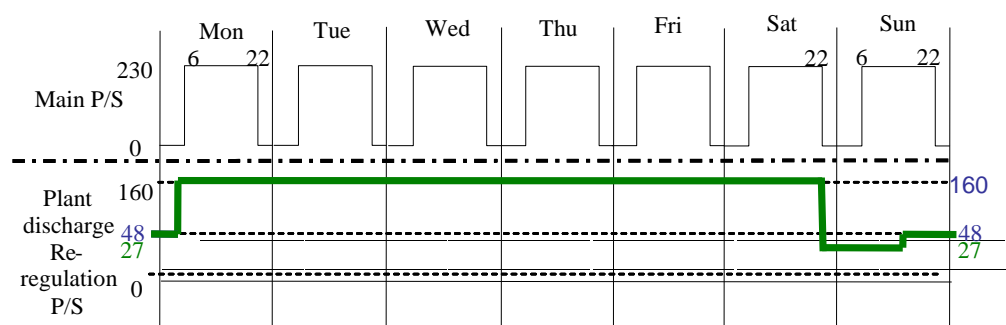 Mon Tue Wed Thu Fri Sat Sun
6 22 22 6 22
230
Main P/S
0
160 160
Plant
discharge
48 48
27 27
Re-
regulation
0
P/S